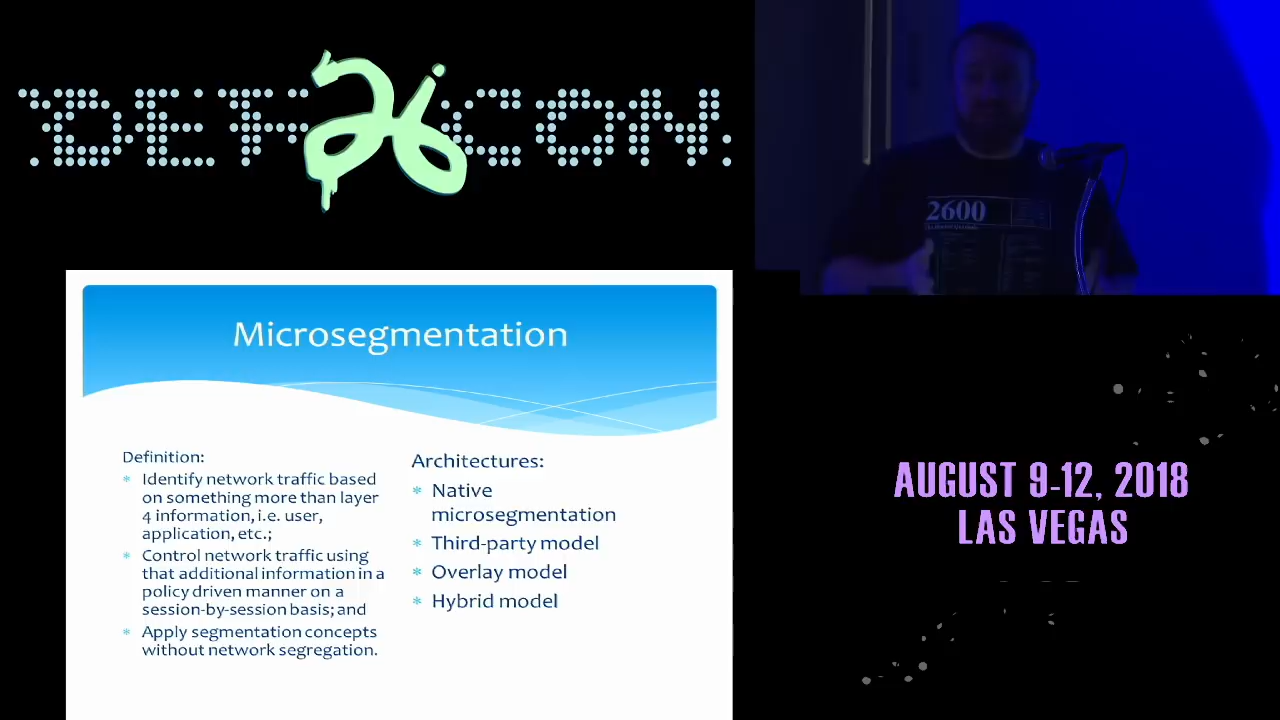 DEF CON
26
2600
Microsegmentation
Definition:
* Identify network traffic based
on something more than layer
4 information, i.e. user,
application, etc.;
* Control network traffic using
that additional information in a
policy driven manner on a
session-by-session basis; and
* Apply segmentation concepts
without network segregation.
Architectures:
* Native
microsegmentation
* Third-party model
* Overlay model
* Hybrid model
AUGUST 9-12, 2018
LAS VEGAS